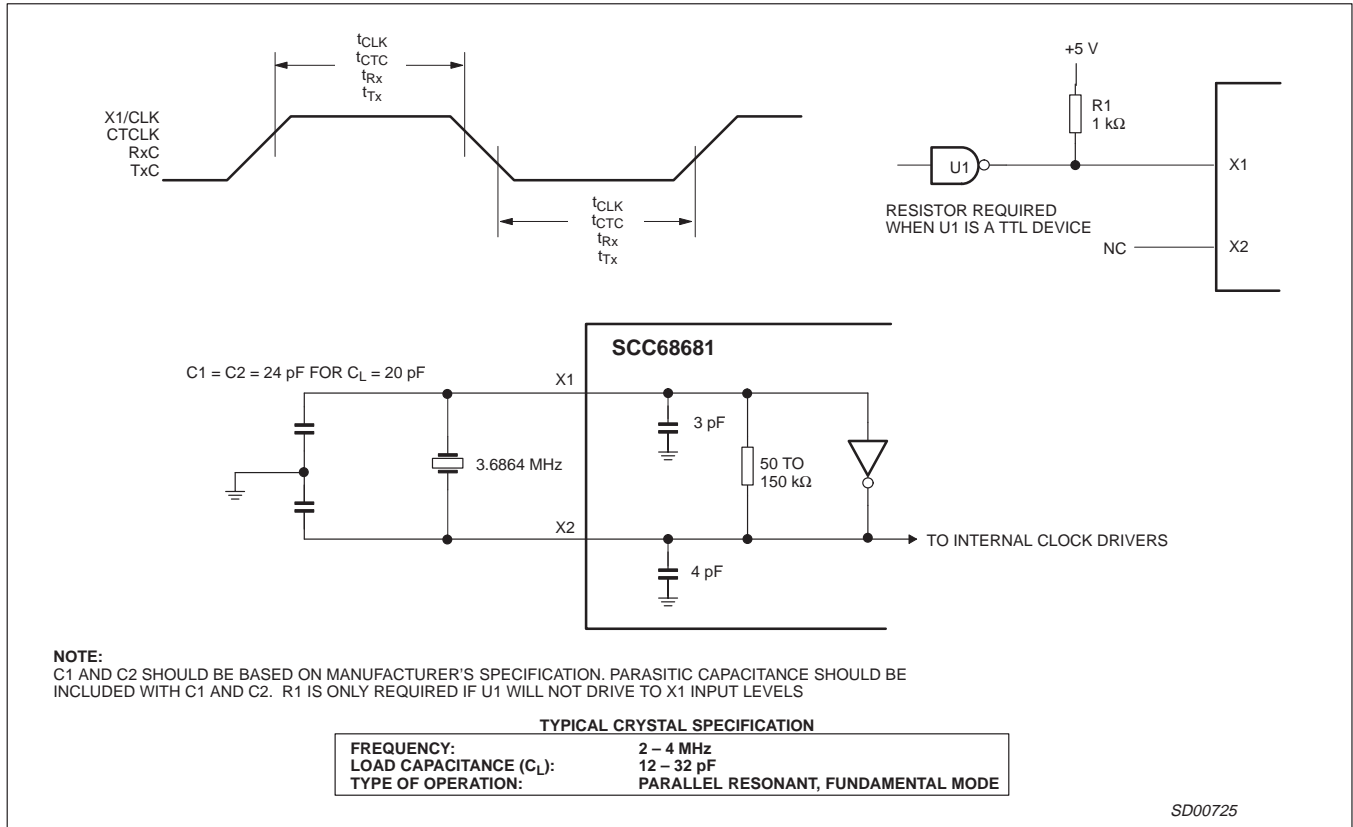 tCLK
tCTC
tRx
tTx
X1/CLK
CTCLK
RxC
TxC
tCLK
tCTC
tRx
tTx
+5 V
R1
1 kΩ
U1
X1
RESISTOR REQUIRED
WHEN U1 IS A TTL DEVICE
NC
X2
SCC68681
C1 = C2 = 24 pF FOR CL = 20 pF
X1
3 pF
3.6864 MHz
50 TO
150 kΩ
X2
TO INTERNAL CLOCK DRIVERS
4 pF
NOTE:
C1 AND C2 SHOULD BE BASED ON MANUFACTURER'S SPECIFICATION. PARASITIC CAPACITANCE SHOULD BE
INCLUDED WITH C1 AND C2. R1 IS ONLY REQUIRED IF U1 WILL NOT DRIVE TO X1 INPUT LEVELS
TYPICAL CRYSTAL SPECIFICATION
FREQUENCY: 2 – 4 MHz
LOAD CAPACITANCE (CL): 12 – 32 pF
TYPE OF OPERATION: PARALLEL RESONANT, FUNDAMENTAL MODE
SD00725